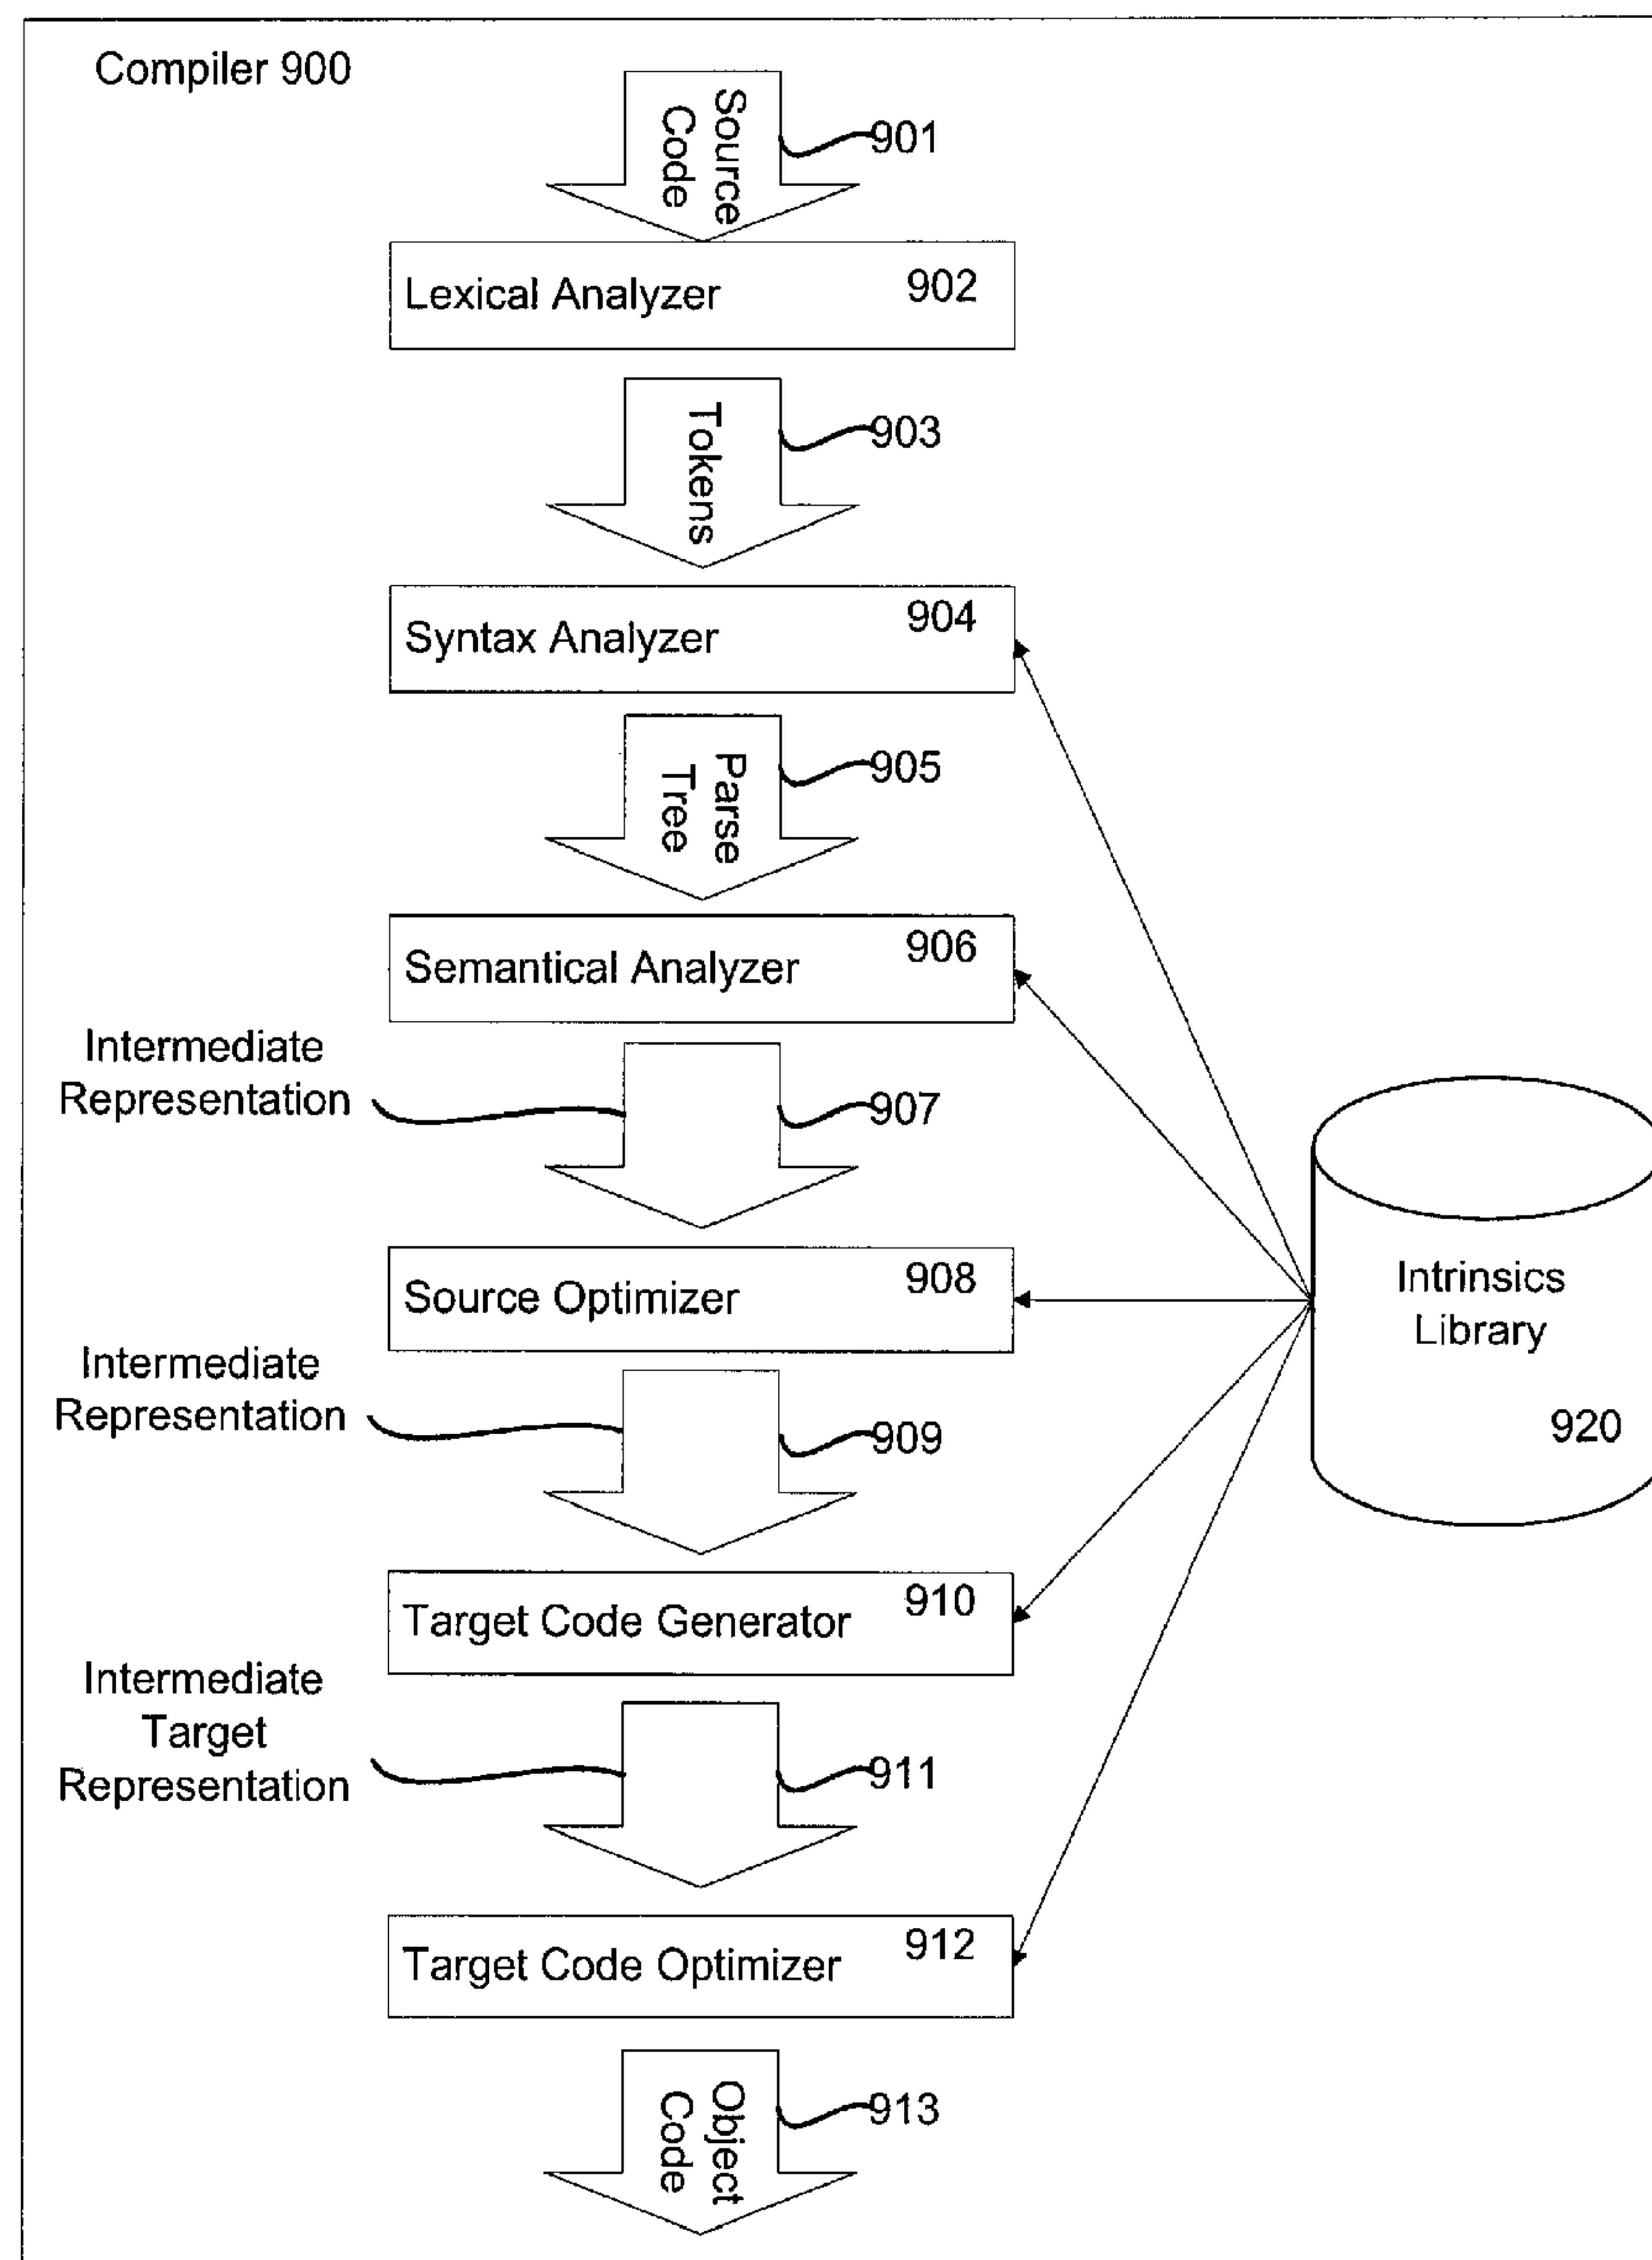 Compiler 900
Source
Code
901
Lexical Analyzer 902
Tokens
903
Syntax Analyzer 904
Parse
Tree
905
Semantical Analyzer 906
Intermediate
Representation
907
Source Optimizer 908
Intermediate
Representation
909
Target Code Generator 910
Intermediate
Target
Representation
911
Target Code Optimizer 912
Object
Code
913
Intrinsics
Library
920